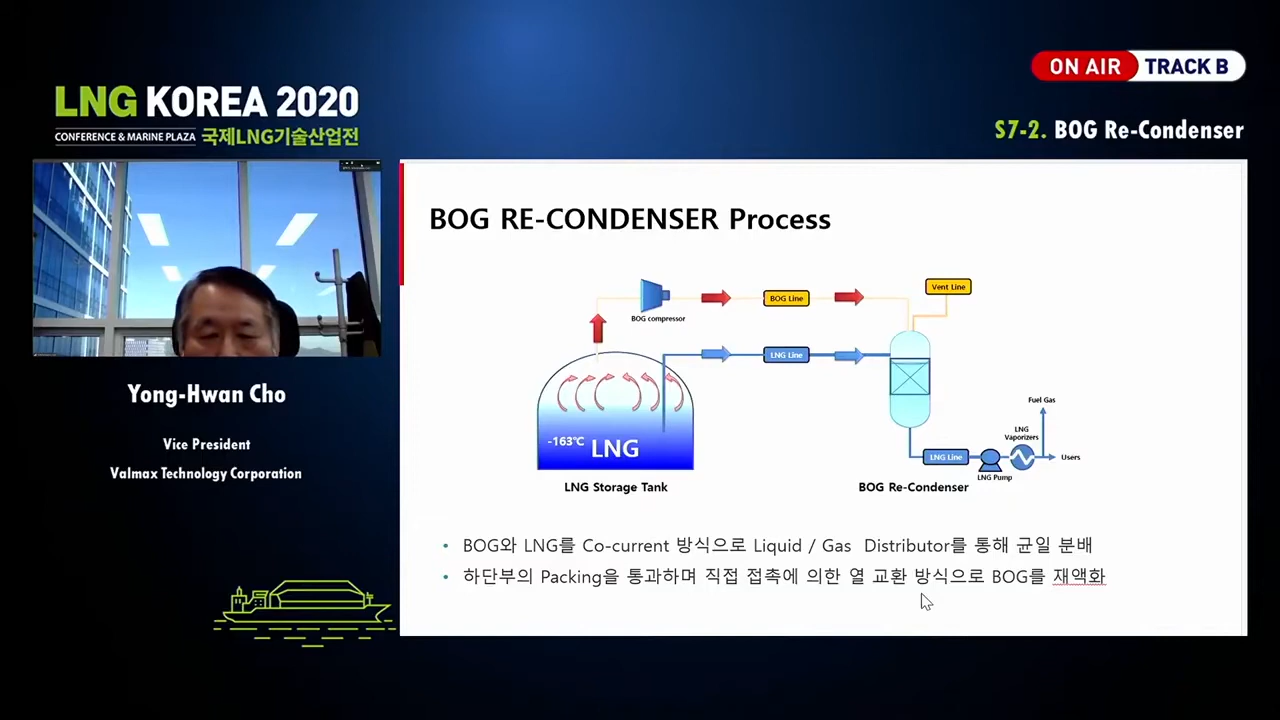 LNG KOREA 2020
CONFERENCE & MARINE PLAZA 국제LNG기술산업전
ON AIR TRACK B
S7-2. BOG Re-Condenser
Yong-Hwan Cho
Vice President
Valmax Technology Corporation
BOG RE-CONDENSER Process
Vent Line
BOG Line
BOG compressor
LNG Line
-163℃ LNG
Fuel Gas
LNG
Vaporizers
LNG Line
Users
LNG Pump
LNG Storage Tank
BOG Re-Condenser
• BOG와 LNG를 Co-current 방식으로 Liquid / Gas Distributor를 통해 균일 분배
• 하단부의 Packing을 통과하며 직접 접촉에 의한 열 교환 방식으로 BOG를 재액화